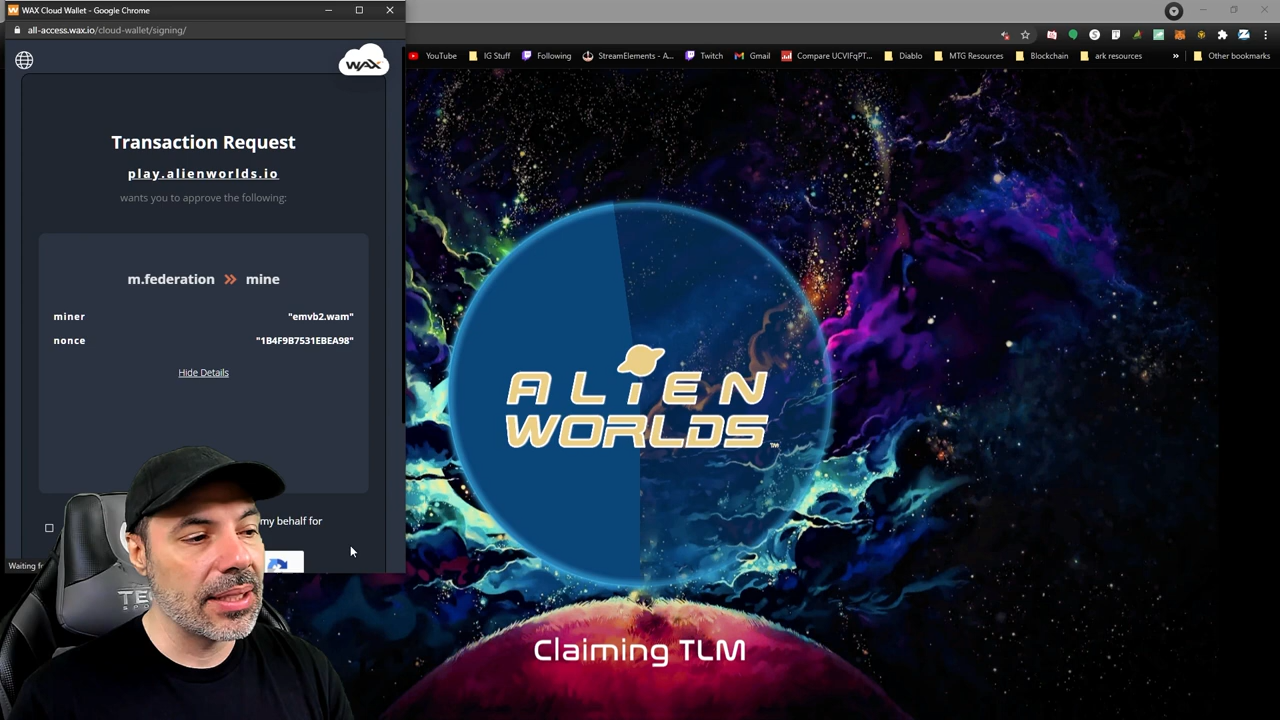 WAX Cloud Wallet - Google Chrome
all-access.wax.io/cloud-wallet/signing/
WAX
Transaction Request
play.alienworlds.io
wants you to approve the following:
m.federation » mine
miner "emvb2.wam"
nonce "1B4F9B7531EBEA98"
Hide Details
my behalf for
Waiting
YouTube
IG Stuff
Following
StreamElements - A...
Twitch
Gmail
Compare UCVIFqPT...
Diablo
MTG Resources
Blockchain
ark resources
»
Other bookmarks
ALIEN
WORLDS™
Claiming TLM